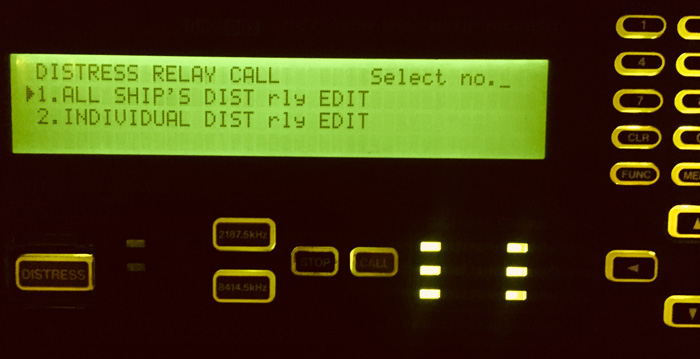 DISTRESS RELAY CALL Select no._
1.ALL SHIP'S DIST rly EDIT
2.INDIVIDUAL DIST rly EDIT
1
4
7
CLR
FUNC
2187.5kHz
STOP
CALL
DISTRESS
8414.5kHz